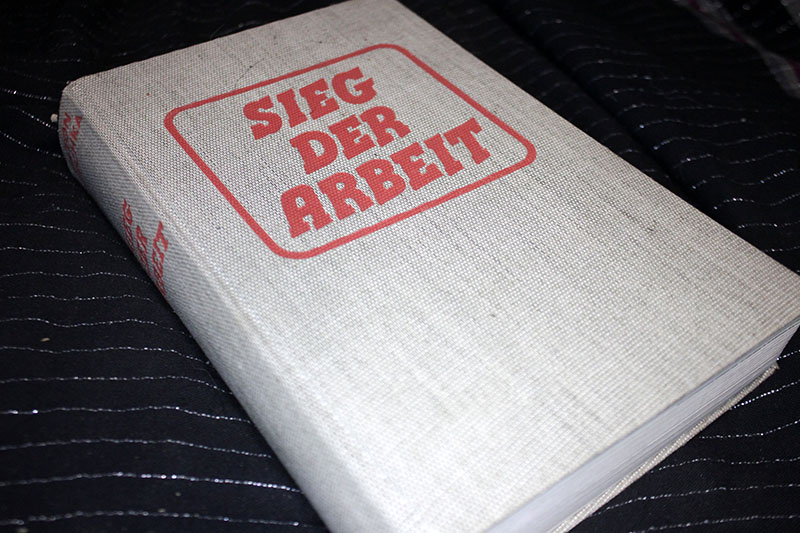 SIEG
DER
ARBEIT